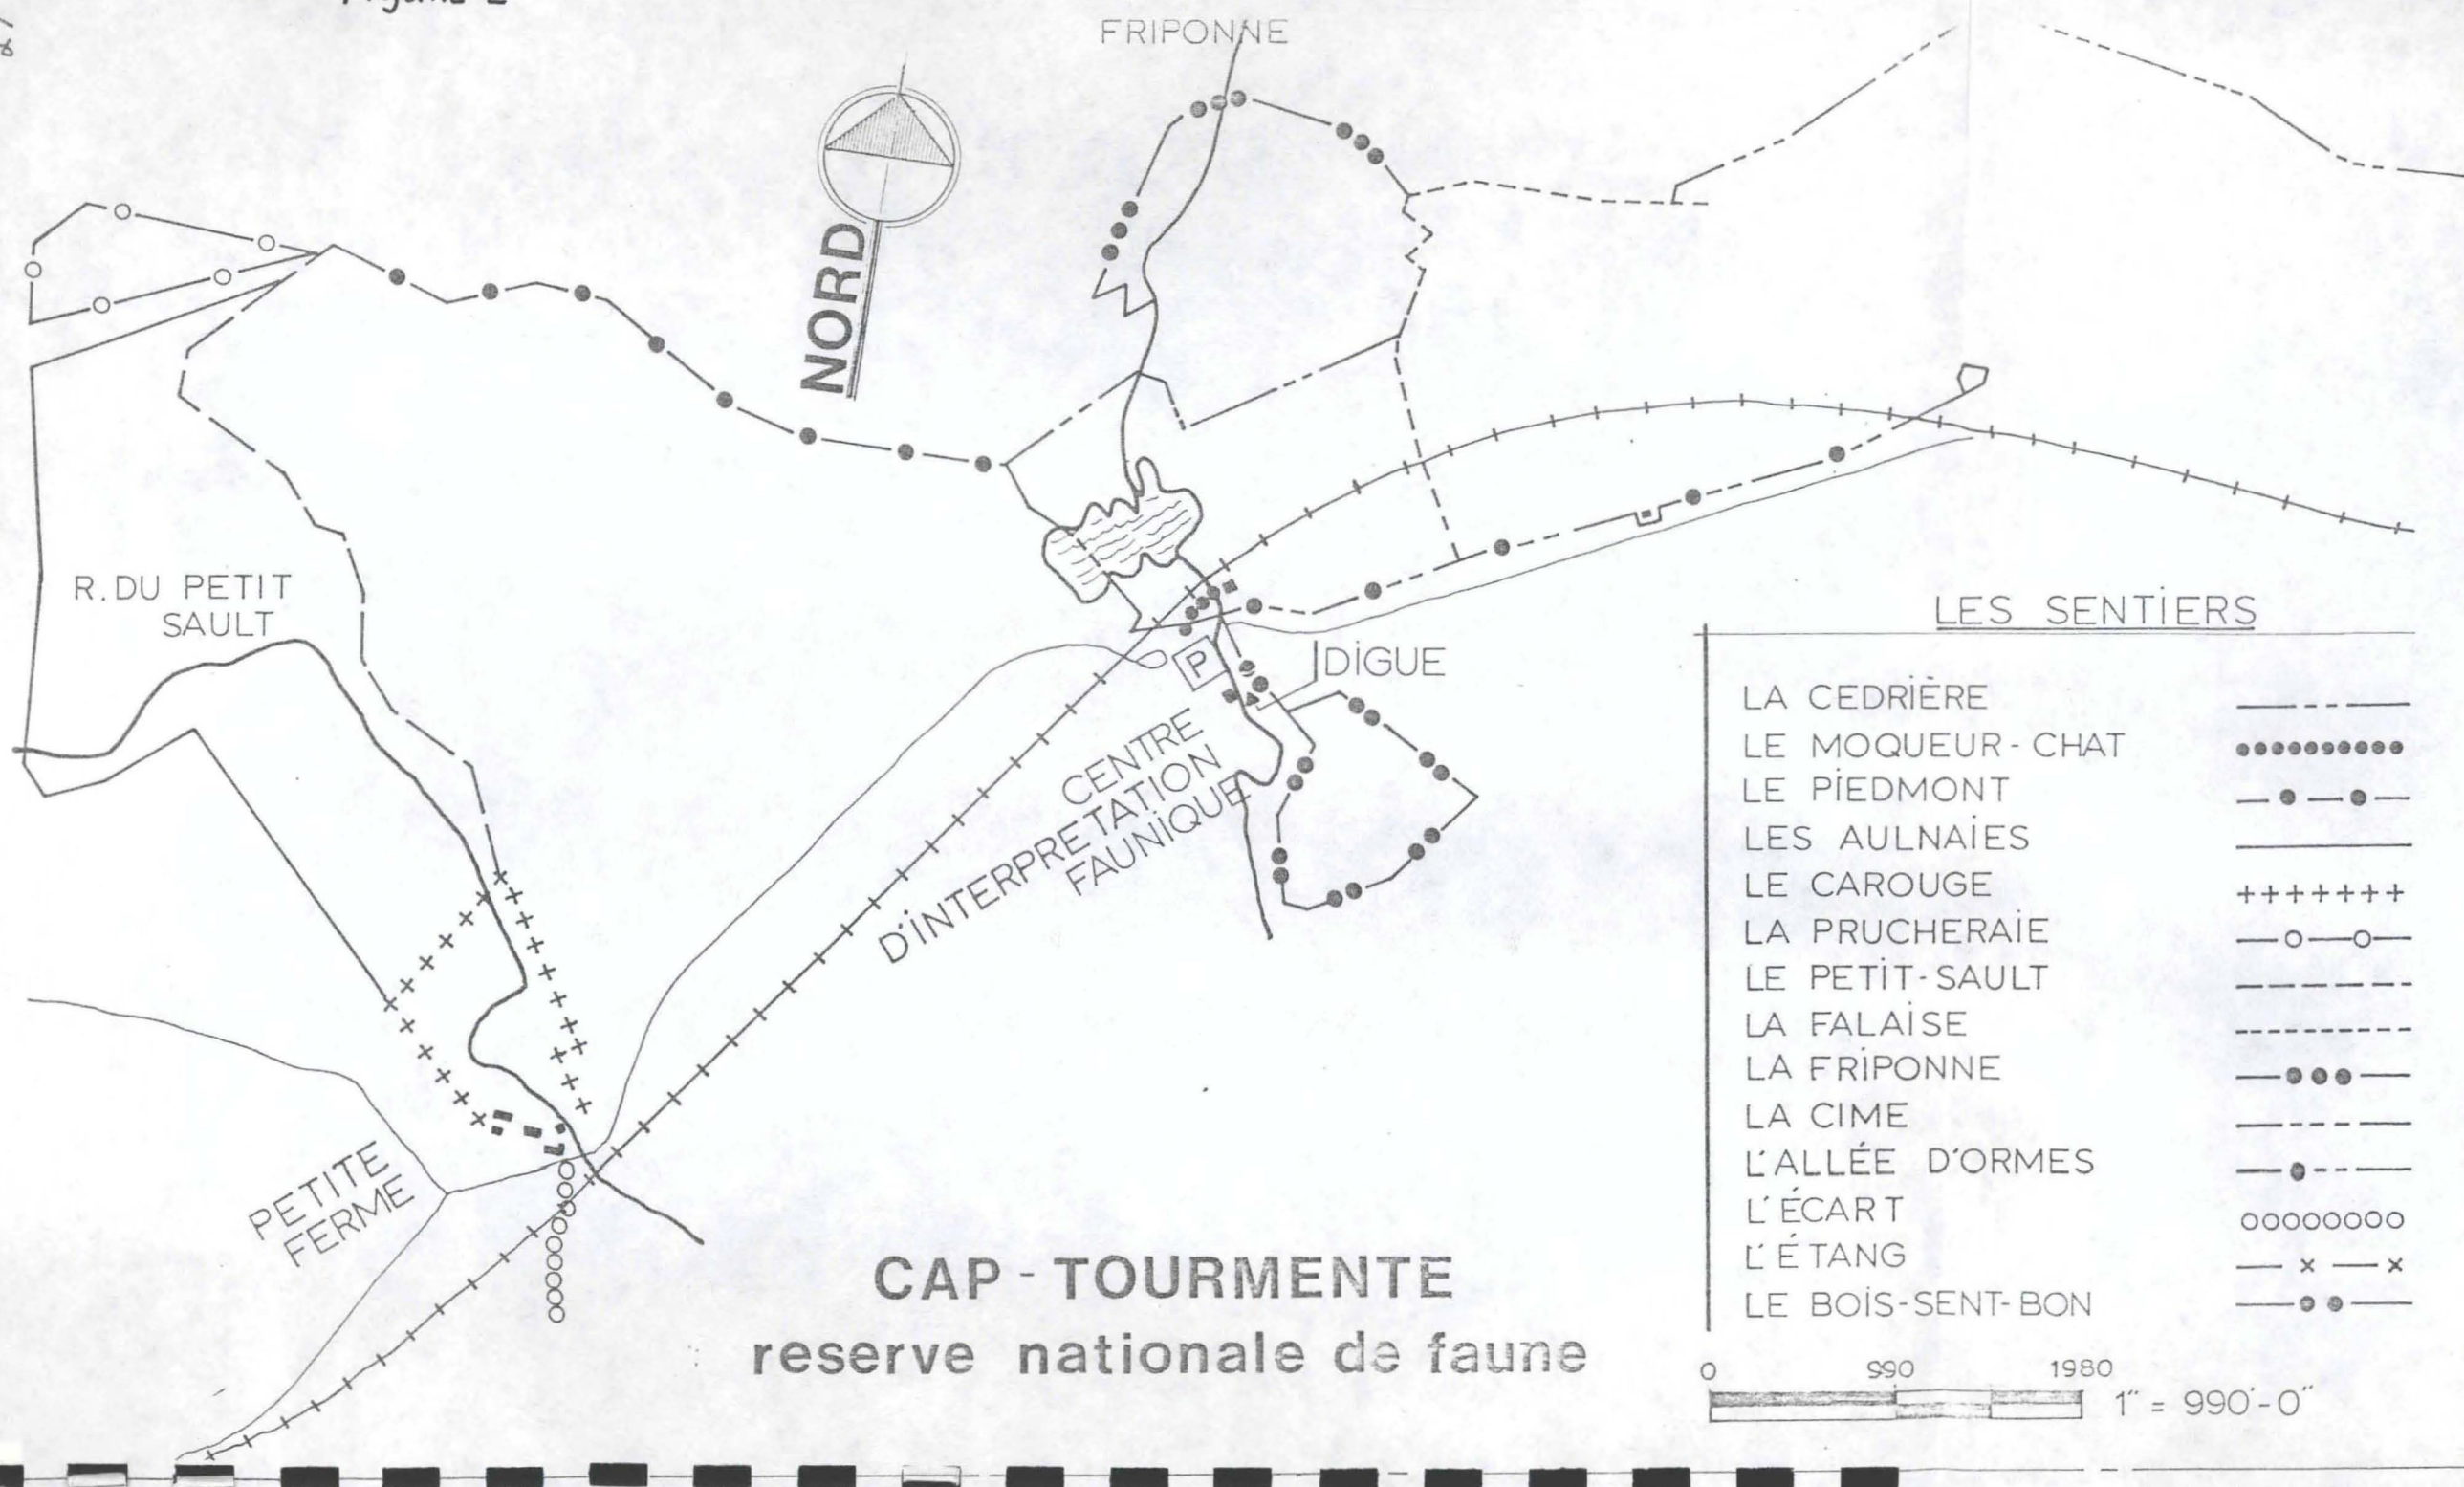 Figure 2
FRIPONNE
NORD
R. DU PETIT
SAULT
P
DIGUE
CENTRE
D'INTERPRETATION
FAUNIQUE
PETITE
FERME
LES SENTIERS
LA CEDRIÈRE
LE MOQUEUR-CHAT
LE PIEDMONT
LES AULNAIES
LE CAROUGE
LA PRUCHERAIE
LE PETIT-SAULT
LA FALAISE
LA FRIPONNE
LA CIME
L'ALLÉE D'ORMES
L'ÉCART
L'ÉTANG
LE BOIS-SENT-BON
0 990 1980
1" = 990'-0"
CAP - TOURMENTE
reserve nationale de faune